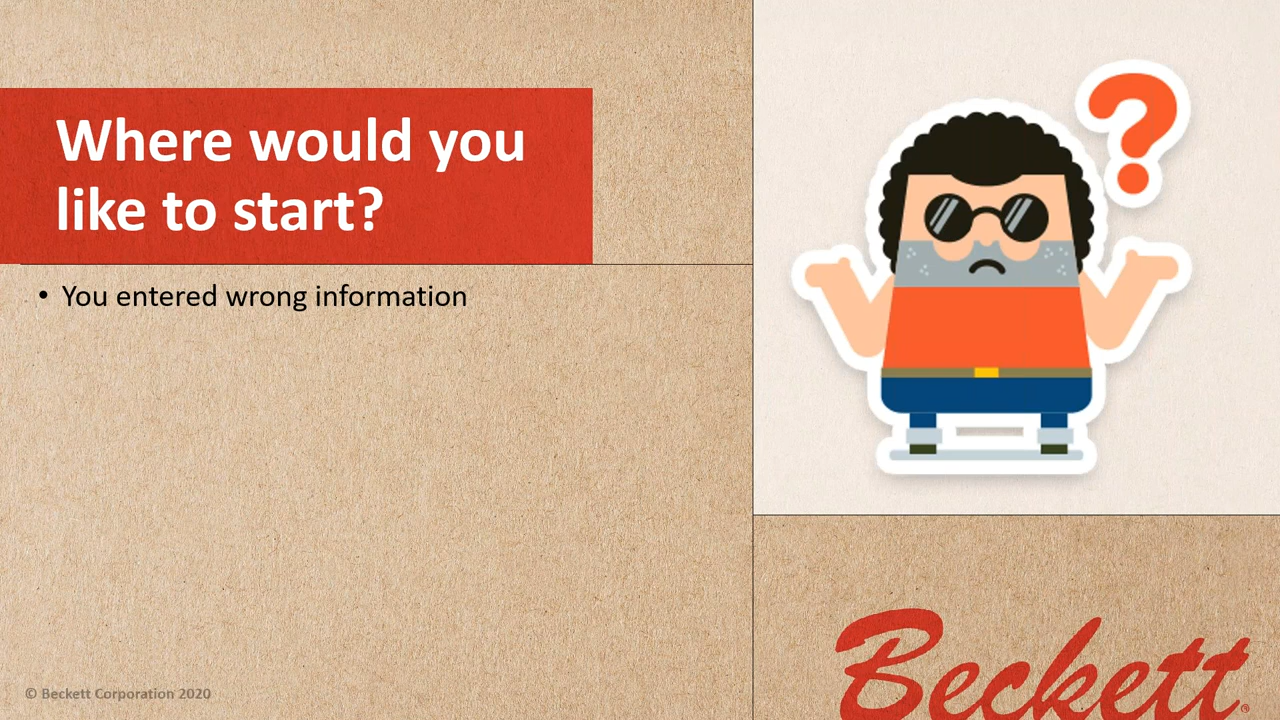 Where would you
like to start?
• You entered wrong information
?
© Beckett Corporation 2020
Beckett®